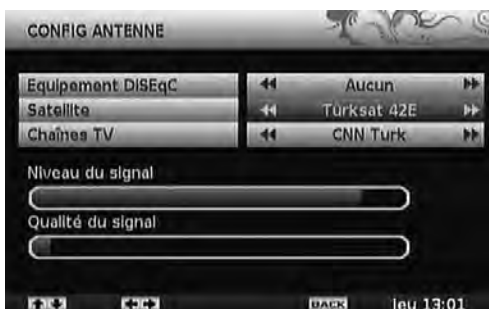 CONFIG ANTENNE
Equipement DiSEqC Aucun
Satellite Türksat 42E
Chaînes TV CNN Turk
Niveau du signal
Qualité du signal
BACK jeu 13:01